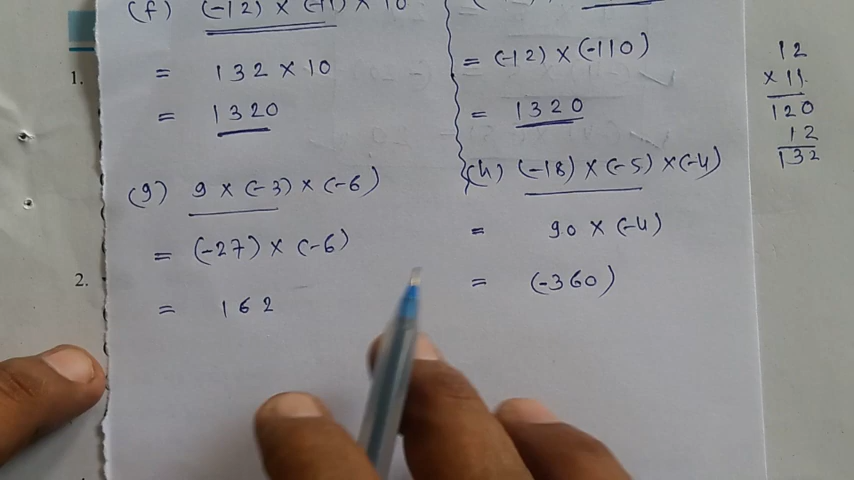 (f) (-12) × (-11) × 10
= 132 × 10
= 1320
= (-12) × (-110)
= 1320
(g) 9 × (-3) × (-6)
= (-27) × (-6)
= 162
(h) (-18) × (-5) × (-4)
= 90 × (-4)
= (-360)
12
× 11
120
12
132
1.
2.